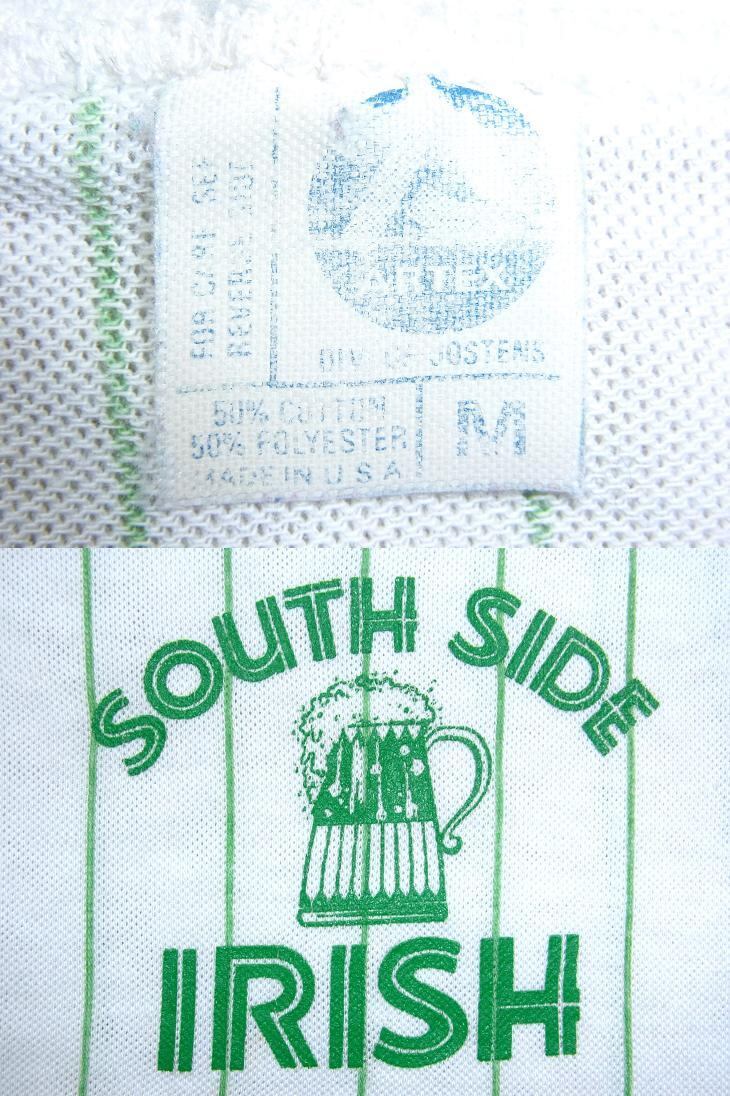 FOR CARE SEE
REVERSE SIDE
ARTEX
DIV. OF JOSTENS
50% COTTON
50% POLYESTER
MADE IN U S A
M
SOUTH SIDE
IRISH